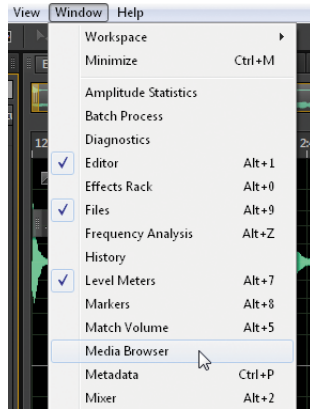 View Window Help
Workspace
Minimize Ctrl+M
Amplitude Statistics
Batch Process
Diagnostics
Editor Alt+1
Effects Rack Alt+0
Files Alt+9
Frequency Analysis Alt+Z
History
Level Meters Alt+7
Markers Alt+8
Match Volume Alt+5
Media Browser
Metadata Ctrl+P
Mixer Alt+2